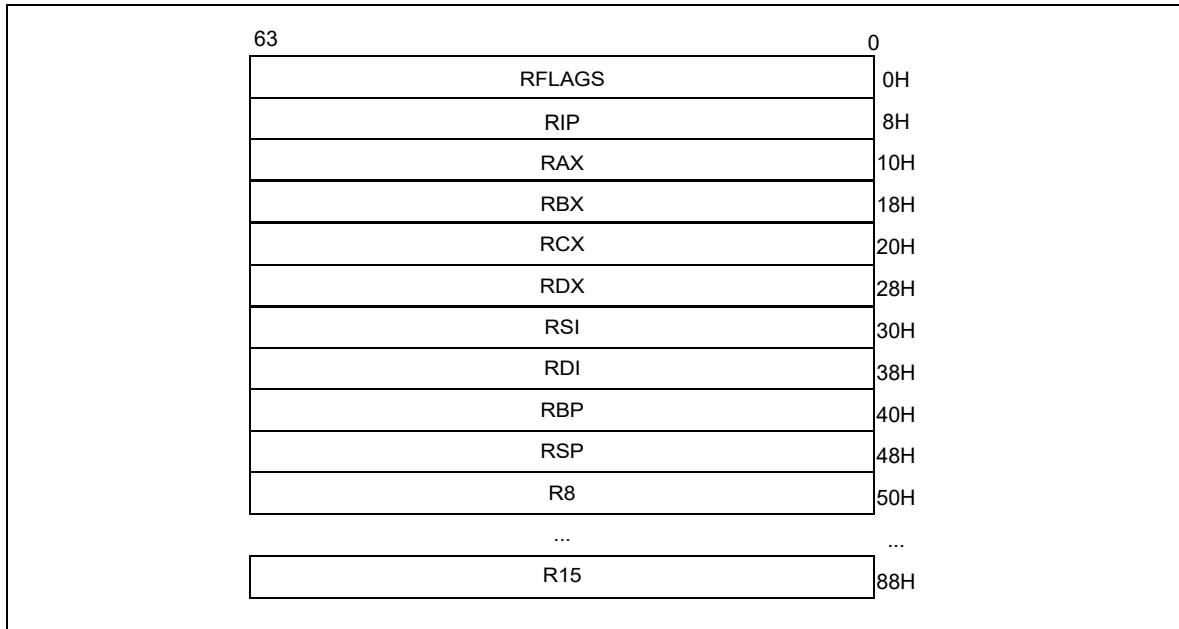 63 0
RFLAGS 0H
RIP 8H
RAX 10H
RBX 18H
RCX 20H
RDX 28H
RSI 30H
RDI 38H
RBP 40H
RSP 48H
R8 50H
... ...
R15 88H